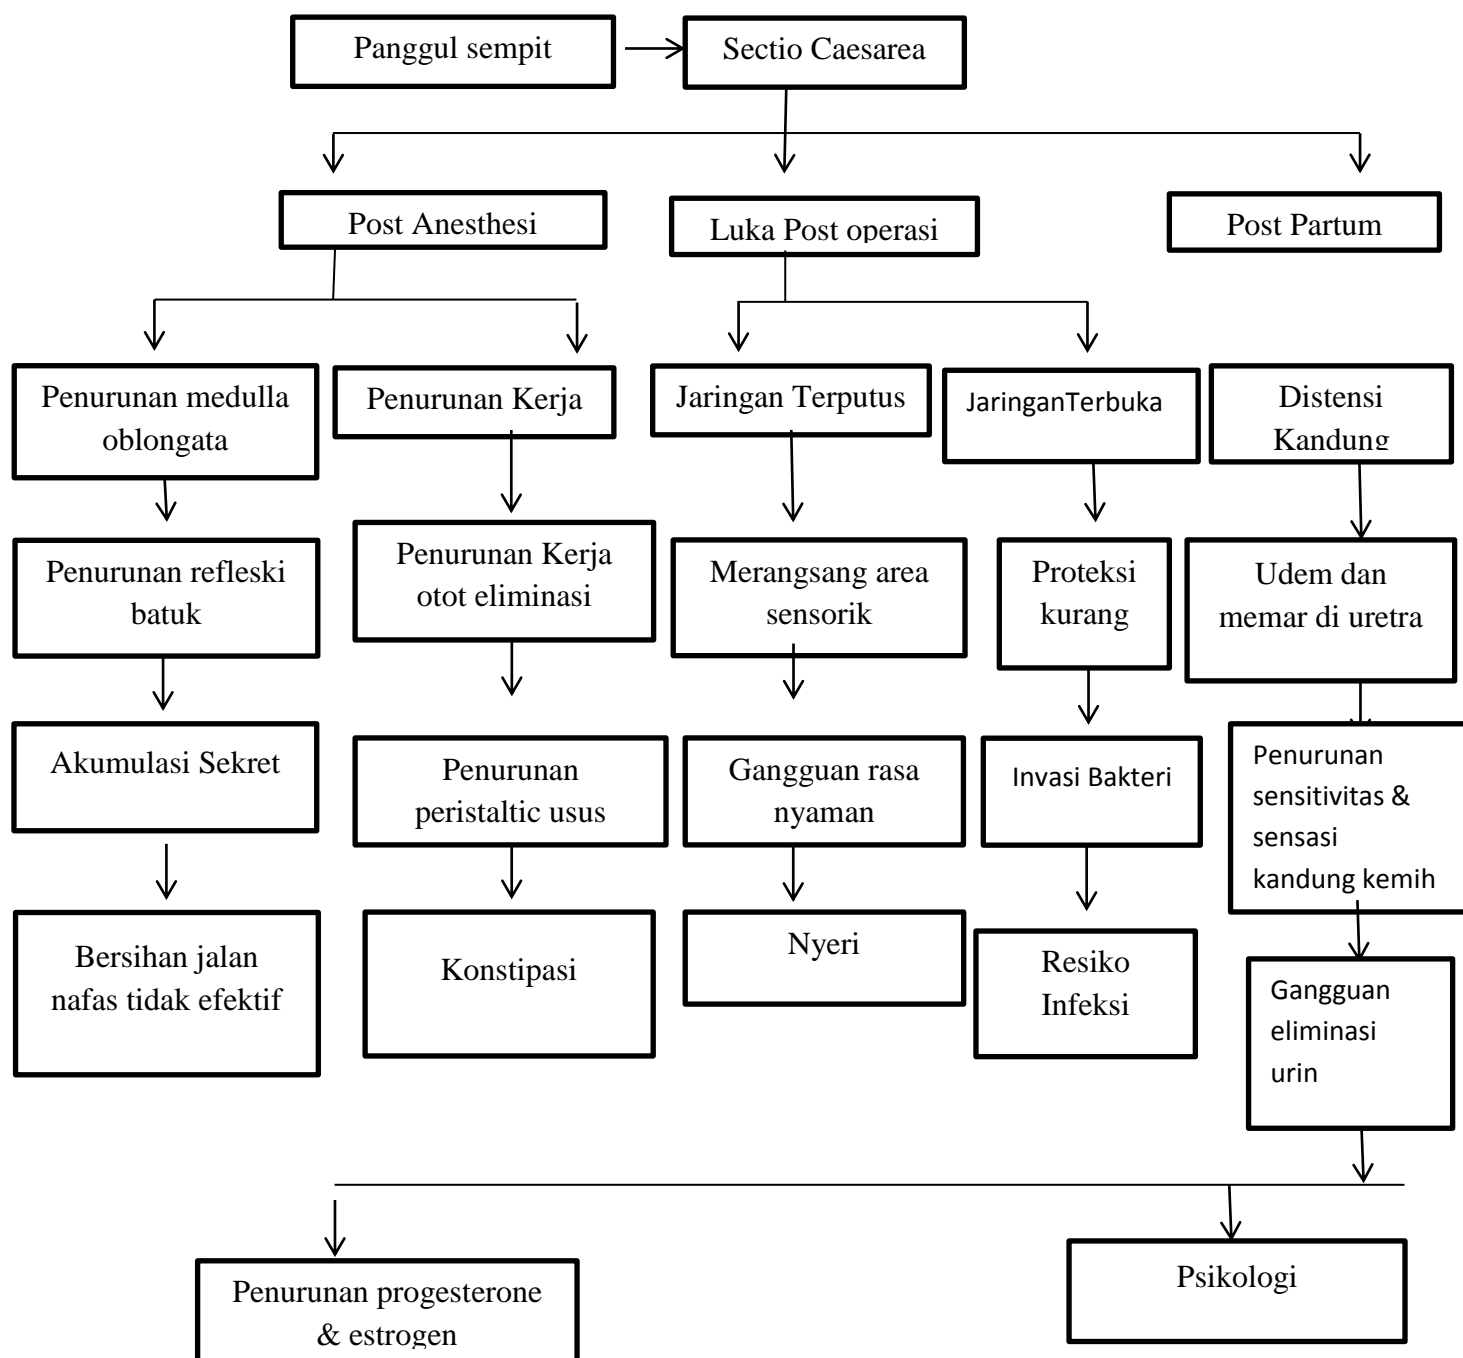 Panggul sempit
Sectio Caesarea
Post Anesthesi
Luka Post operasi
Post Partum
Penurunan medulla
oblongata
Penurunan Kerja
Jaringan Terputus
JaringanTerbuka
Distensi
Kandung
Penurunan refleski
batuk
Penurunan Kerja
otot eliminasi
Merangsang area
sensorik
Proteksi
kurang
Udem dan
memar di uretra
Akumulasi Sekret
Penurunan
peristaltic usus
Gangguan rasa
nyaman
Invasi Bakteri
Penurunan
sensitivitas &
sensasi
kandung kemih
Bersihan jalan
nafas tidak efektif
Konstipasi
Nyeri
Resiko
Infeksi
Gangguan
eliminasi
urin
Penurunan progesterone
& estrogen
Psikologi